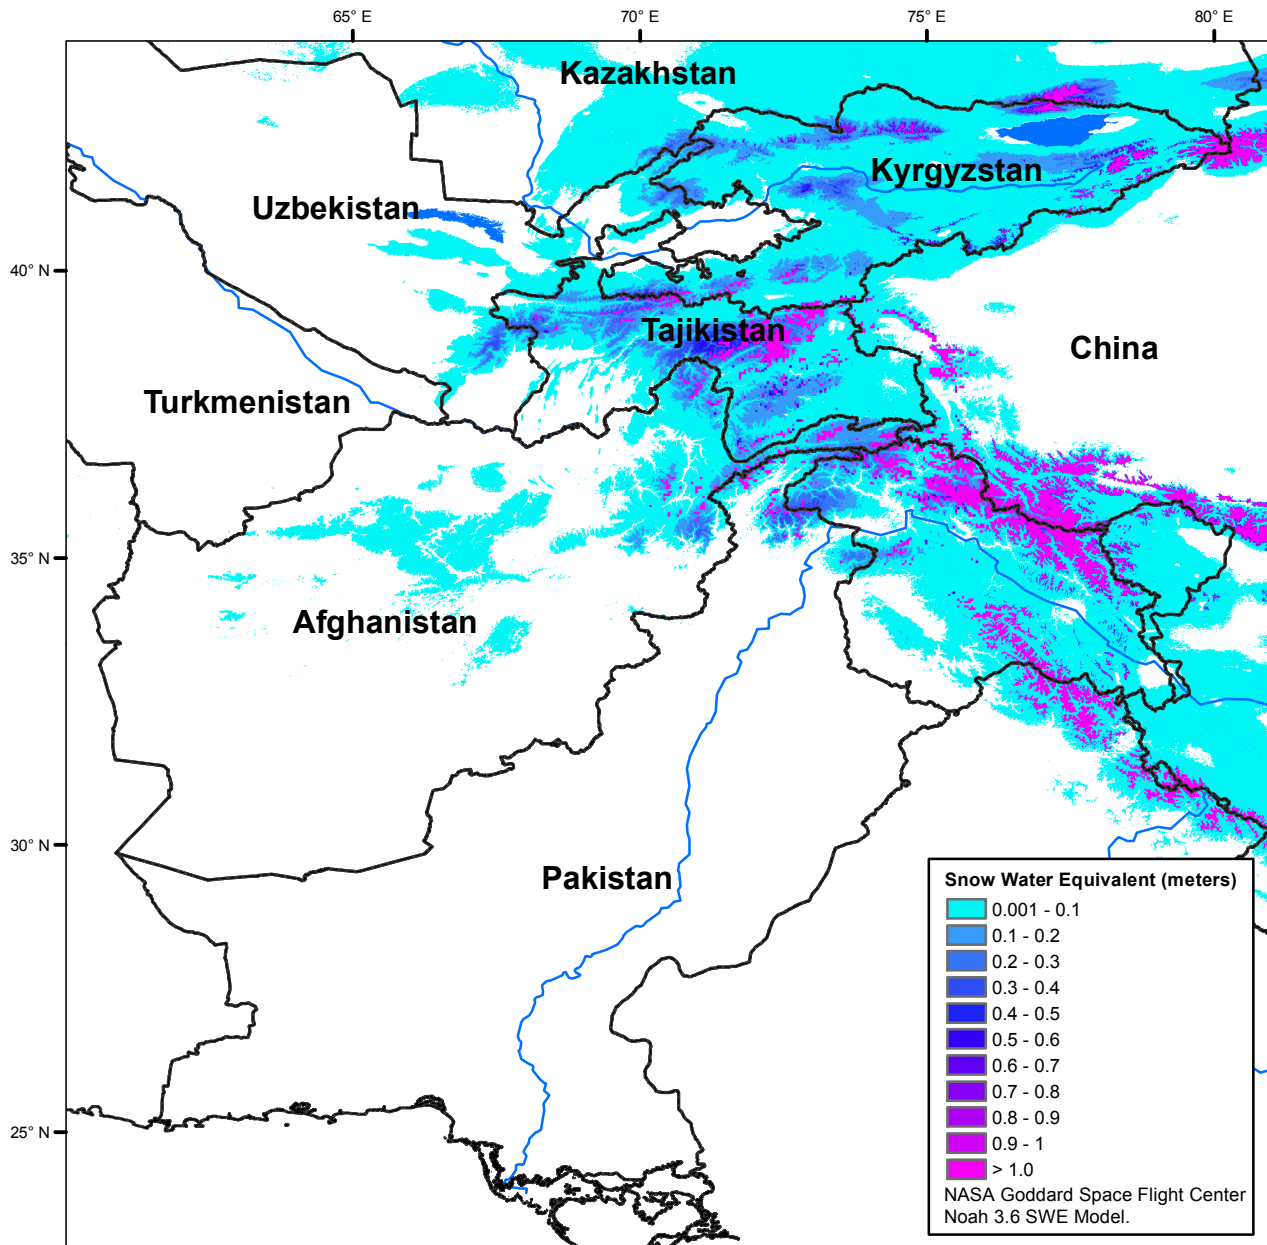 65° E
70° E
75° E
80° E
Kazakhstan
Kyrgyzstan
Uzbekistan
40° N
Tajikistan
China
Turkmenistan
35° N
Afghanistan
30° N
Pakistan
25° N
Snow Water Equivalent (meters)
0.001 - 0.1
0.1 - 0.2
0.2 - 0.3
0.3 - 0.4
0.4 - 0.5
0.5 - 0.6
0.6 - 0.7
0.7 - 0.8
0.8 - 0.9
0.9 - 1
> 1.0
NASA Goddard Space Flight Center
Noah 3.6 SWE Model.